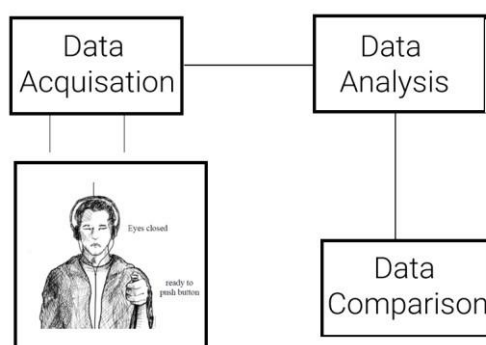 Data
Acquisation
Data
Analysis
Eyes closed
ready to
push button
Data
Comparison